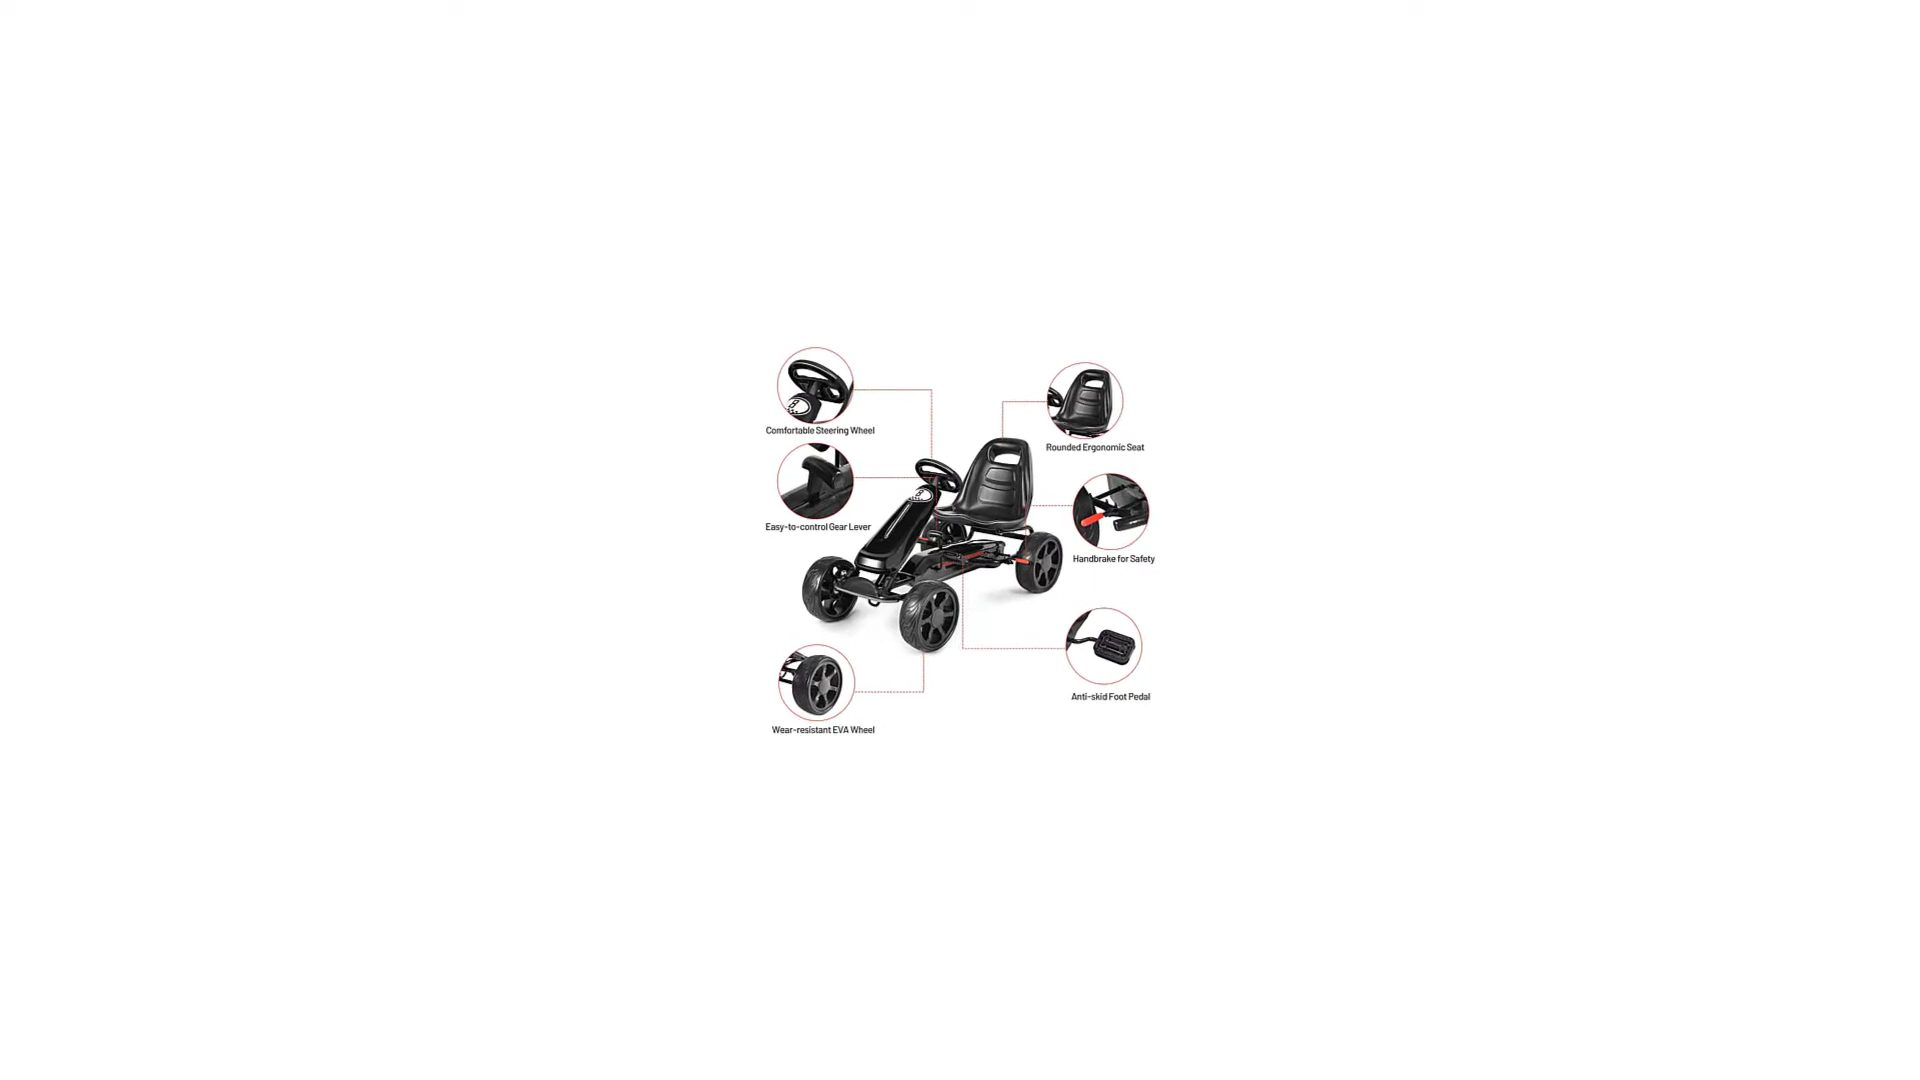 Comfortable Steering Wheel
Rounded Ergonomic Seat
Easy-to-control Gear Lever
Handbrake for Safety
Anti-skid Foot Pedal
Wear-resistant EVA Wheel